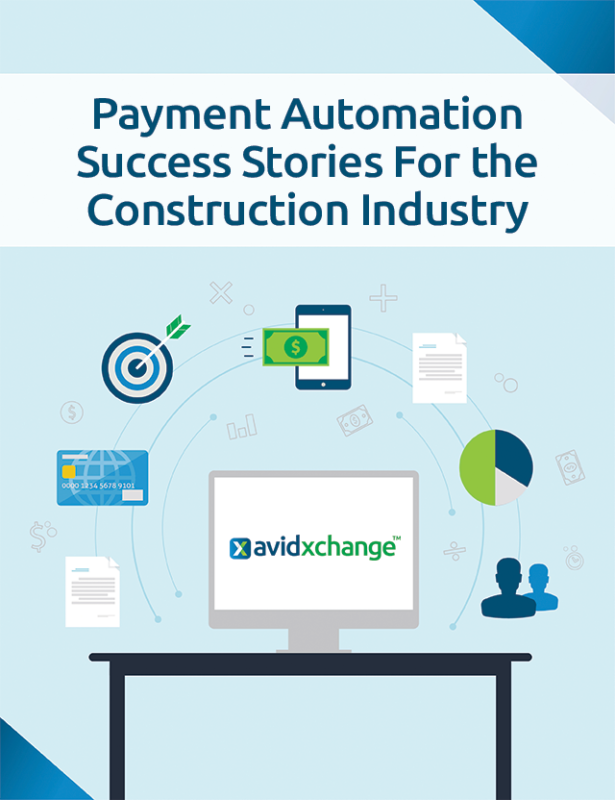 Payment Automation
Success Stories For the
Construction Industry
$
$
0000 1234 5678 9101
$
x avidxchange™